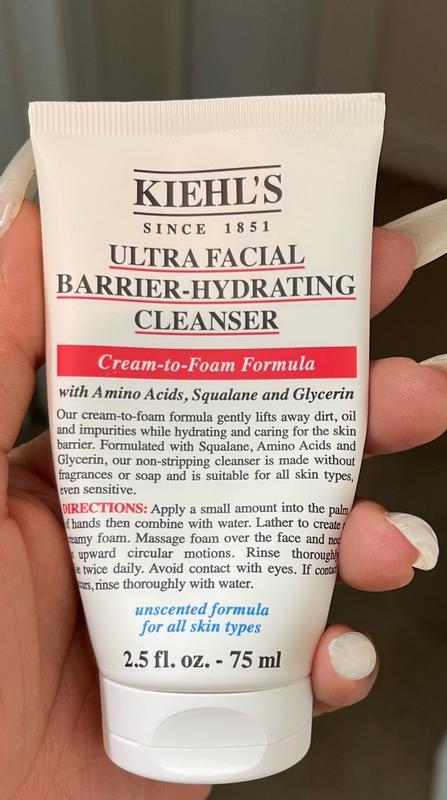 KIEHL'S
SINCE 1851
ULTRA FACIAL
BARRIER-HYDRATING
CLEANSER
Cream-to-Foam Formula
with Amino Acids, Squalane and Glycerin
Our cream-to-foam formula gently lifts away dirt, oil
and impurities while hydrating and caring for the skin
barrier. Formulated with Squalane, Amino Acids and
Glycerin, our non-stripping cleanser is made without
fragrances or soap and is suitable for all skin types,
even sensitive.
DIRECTIONS: Apply a small amount into the palm
hands then combine with water. Lather to create
foam. Massage foam over the face and
upward circular motions. Rinse
twice daily. Avoid contact with eyes. If
rinse thoroughly with water.
unscented formula
for all skin types
2.5 fl. oz. - 75 ml